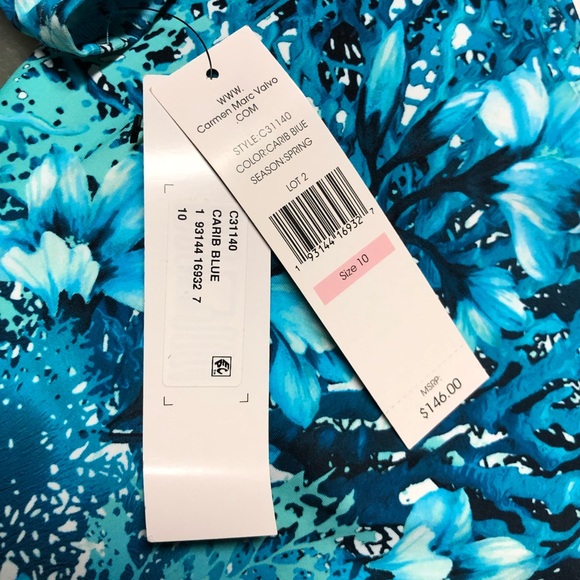 WWW.
Carmen Marc Valvo
.COM
STYLE:C31140
COLOR:CARIB BLUE
SEASON:SPRING
LOT 2
1 93144 16932 7
Size 10
MSRP:
$146.00
C31140
CARIB BLUE
1 93144 16932 7
10